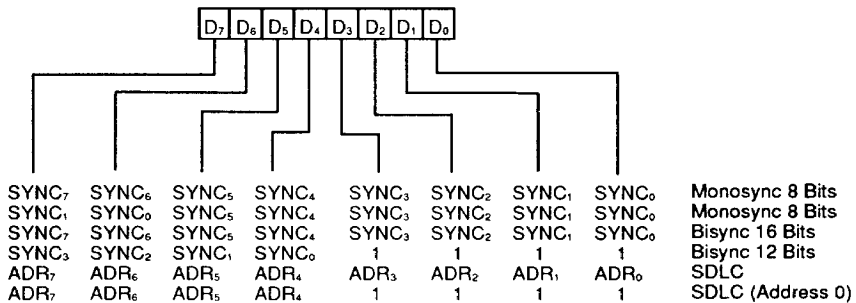 D₇ D₆ D₅ D₄ D₃ D₂ D₁ D₀
SYNC₇ SYNC₆ SYNC₅ SYNC₄ SYNC₃ SYNC₂ SYNC₁ SYNC₀ Monosync 8 Bits
SYNC₁ SYNC₀ SYNC₅ SYNC₄ SYNC₃ SYNC₂ SYNC₁ SYNC₀ Monosync 8 Bits
SYNC₇ SYNC₆ SYNC₅ SYNC₄ SYNC₃ SYNC₂ SYNC₁ SYNC₀ Bisync 16 Bits
SYNC₃ SYNC₂ SYNC₁ SYNC₀ 1 1 1 1 Bisync 12 Bits
ADR₇ ADR₆ ADR₅ ADR₄ ADR₃ ADR₂ ADR₁ ADR₀ SDLC
ADR₇ ADR₆ ADR₅ ADR₄ 1 1 1 1 SDLC (Address 0)